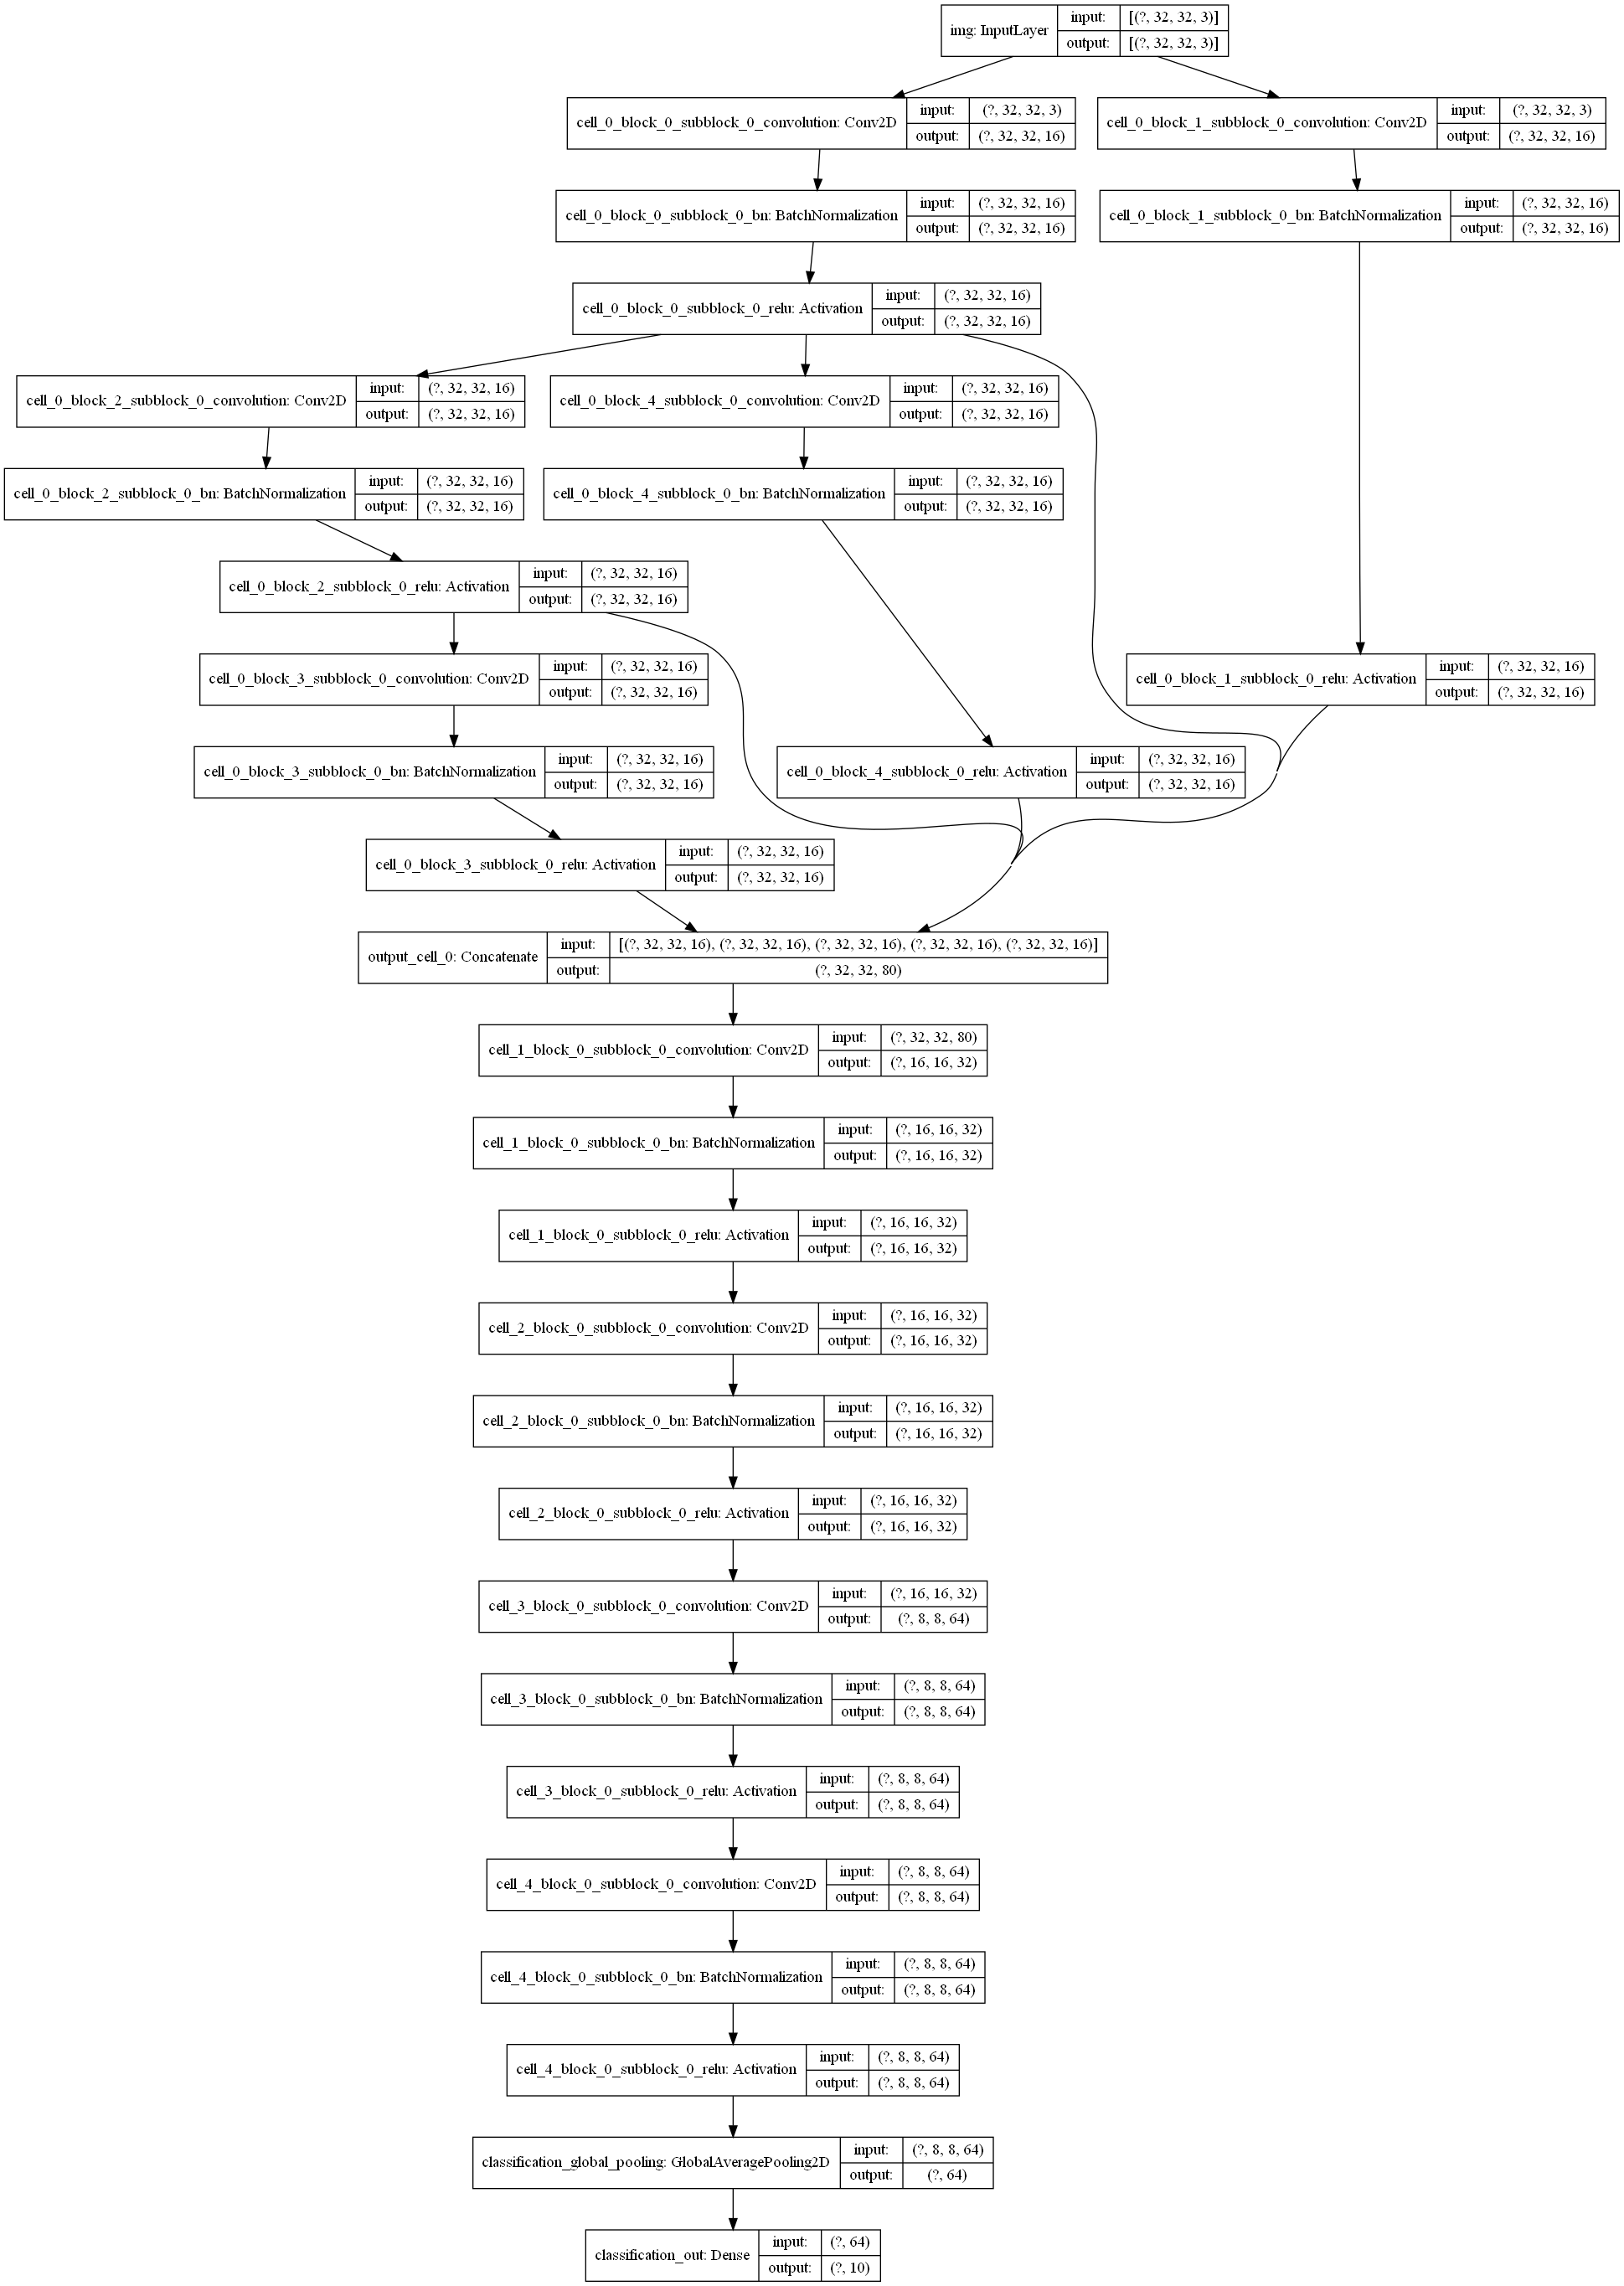 img: InputLayer
input: [(?, 32, 32, 3)]
output: [(?, 32, 32, 3)]
cell_0_block_0_subblock_0_convolution: Conv2D
input: (?, 32, 32, 3)
output: (?, 32, 32, 16)
cell_0_block_1_subblock_0_convolution: Conv2D
input: (?, 32, 32, 3)
output: (?, 32, 32, 16)
cell_0_block_0_subblock_0_bn: BatchNormalization
input: (?, 32, 32, 16)
output: (?, 32, 32, 16)
cell_0_block_1_subblock_0_bn: BatchNormalization
input: (?, 32, 32, 16)
output: (?, 32, 32, 16)
cell_0_block_0_subblock_0_relu: Activation
input: (?, 32, 32, 16)
output: (?, 32, 32, 16)
cell_0_block_2_subblock_0_convolution: Conv2D
input: (?, 32, 32, 16)
output: (?, 32, 32, 16)
cell_0_block_4_subblock_0_convolution: Conv2D
input: (?, 32, 32, 16)
output: (?, 32, 32, 16)
cell_0_block_2_subblock_0_bn: BatchNormalization
input: (?, 32, 32, 16)
output: (?, 32, 32, 16)
cell_0_block_4_subblock_0_bn: BatchNormalization
input: (?, 32, 32, 16)
output: (?, 32, 32, 16)
cell_0_block_2_subblock_0_relu: Activation
input: (?, 32, 32, 16)
output: (?, 32, 32, 16)
cell_0_block_3_subblock_0_convolution: Conv2D
input: (?, 32, 32, 16)
output: (?, 32, 32, 16)
cell_0_block_1_subblock_0_relu: Activation
input: (?, 32, 32, 16)
output: (?, 32, 32, 16)
cell_0_block_3_subblock_0_bn: BatchNormalization
input: (?, 32, 32, 16)
output: (?, 32, 32, 16)
cell_0_block_4_subblock_0_relu: Activation
input: (?, 32, 32, 16)
output: (?, 32, 32, 16)
cell_0_block_3_subblock_0_relu: Activation
input: (?, 32, 32, 16)
output: (?, 32, 32, 16)
output_cell_0: Concatenate
input: [(?, 32, 32, 16), (?, 32, 32, 16), (?, 32, 32, 16), (?, 32, 32, 16), (?, 32, 32, 16)]
output: (?, 32, 32, 80)
cell_1_block_0_subblock_0_convolution: Conv2D
input: (?, 32, 32, 80)
output: (?, 16, 16, 32)
cell_1_block_0_subblock_0_bn: BatchNormalization
input: (?, 16, 16, 32)
output: (?, 16, 16, 32)
cell_1_block_0_subblock_0_relu: Activation
input: (?, 16, 16, 32)
output: (?, 16, 16, 32)
cell_2_block_0_subblock_0_convolution: Conv2D
input: (?, 16, 16, 32)
output: (?, 16, 16, 32)
cell_2_block_0_subblock_0_bn: BatchNormalization
input: (?, 16, 16, 32)
output: (?, 16, 16, 32)
cell_2_block_0_subblock_0_relu: Activation
input: (?, 16, 16, 32)
output: (?, 16, 16, 32)
cell_3_block_0_subblock_0_convolution: Conv2D
input: (?, 16, 16, 32)
output: (?, 8, 8, 64)
cell_3_block_0_subblock_0_bn: BatchNormalization
input: (?, 8, 8, 64)
output: (?, 8, 8, 64)
cell_3_block_0_subblock_0_relu: Activation
input: (?, 8, 8, 64)
output: (?, 8, 8, 64)
cell_4_block_0_subblock_0_convolution: Conv2D
input: (?, 8, 8, 64)
output: (?, 8, 8, 64)
cell_4_block_0_subblock_0_bn: BatchNormalization
input: (?, 8, 8, 64)
output: (?, 8, 8, 64)
cell_4_block_0_subblock_0_relu: Activation
input: (?, 8, 8, 64)
output: (?, 8, 8, 64)
classification_global_pooling: GlobalAveragePooling2D
input: (?, 8, 8, 64)
output: (?, 64)
classification_out: Dense
input: (?, 64)
output: (?, 10)